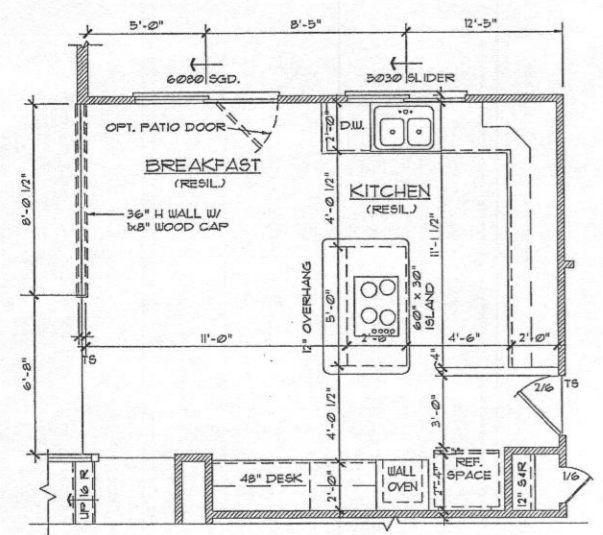 5'-0" 8'-5" 12'-5"
6080 SGD. 3030 SLIDER
OPT. PATIO DOOR
D.W.
2'-0"
BREAKFAST
(RESIL.)
KITCHEN
(RESIL.)
8'-0 1/2"
4'-0 1/2"
11'-1 1/2"
36" H WALL W/
1x8" WOOD CAP
12" OVERHANG
5'-0"
60" x 30"
ISLAND
11'-0" 2'-0" 4'-6" 2'-0"
TS
4"
6'-8"
4'-0 1/2"
3'-0"
2/6
TS
UP 16 R
48" DESK
2'-0"
WALL
OVEN
2'-4"
REF.
SPACE
12" S4R
1/6